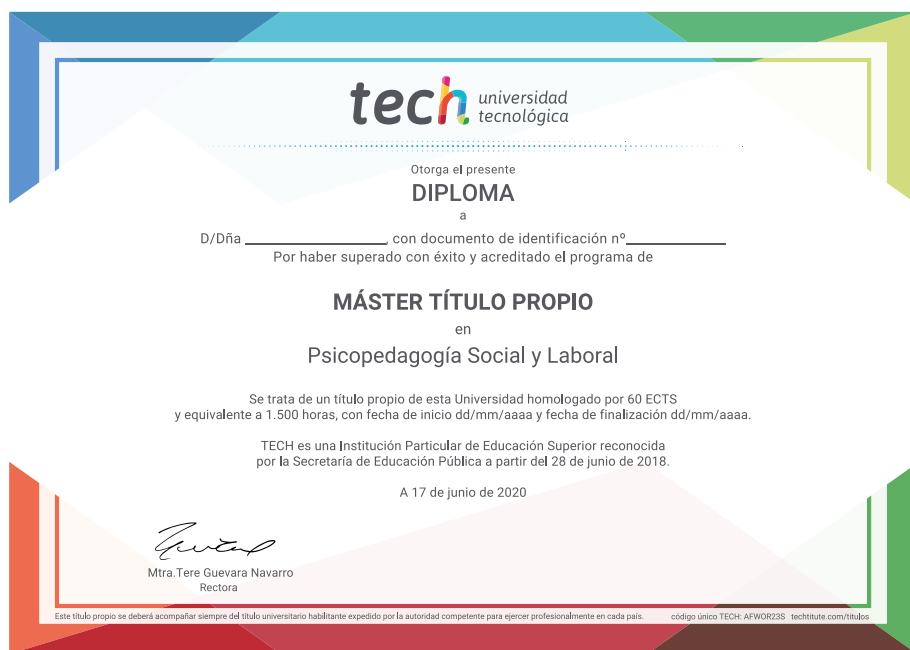 tech universidad
tecnológica
Otorga el presente
DIPLOMA
a
D/Dña ______________, con documento de identificación nº__________
Por haber superado con éxito y acreditado el programa de
MÁSTER TÍTULO PROPIO
en
Psicopedagogía Social y Laboral
Se trata de un título propio de esta Universidad homologado por 60 ECTS
y equivalente a 1.500 horas, con fecha de inicio dd/mm/aaaa y fecha de finalización dd/mm/aaaa.
TECH es una Institución Particular de Educación Superior reconocida
por la Secretaría de Educación Pública a partir del 28 de junio de 2018.
A 17 de junio de 2020
Mtra.Tere Guevara Navarro
Rectora
Este título propio se deberá acompañar siempre del título universitario habilitante expedido por la autoridad competente para ejercer profesionalmente en cada país. código único TECH: AFWOR23S techtitute.com/titulos